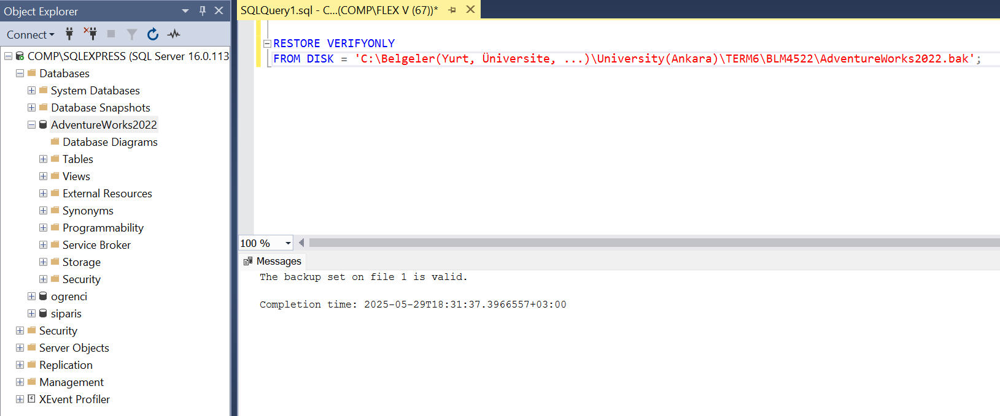 Object Explorer
Connect
COMP\SQLEXPRESS (SQL Server 16.0.113
Databases
System Databases
Database Snapshots
AdventureWorks2022
Database Diagrams
Tables
Views
External Resources
Synonyms
Programmability
Service Broker
Storage
Security
ogrenci
siparis
Security
Server Objects
Replication
Management
XEvent Profiler
SQLQuery1.sql - C...(COMP\FLEX V (67))*
RESTORE VERIFYONLY
FROM DISK = 'C:\Belgeler(Yurt, Üniversite, ...)\University(Ankara)\TERM6\BLM4522\AdventureWorks2022.bak';
100 %
Messages
The backup set on file 1 is valid.
Completion time: 2025-05-29T18:31:37.3966557+03:00